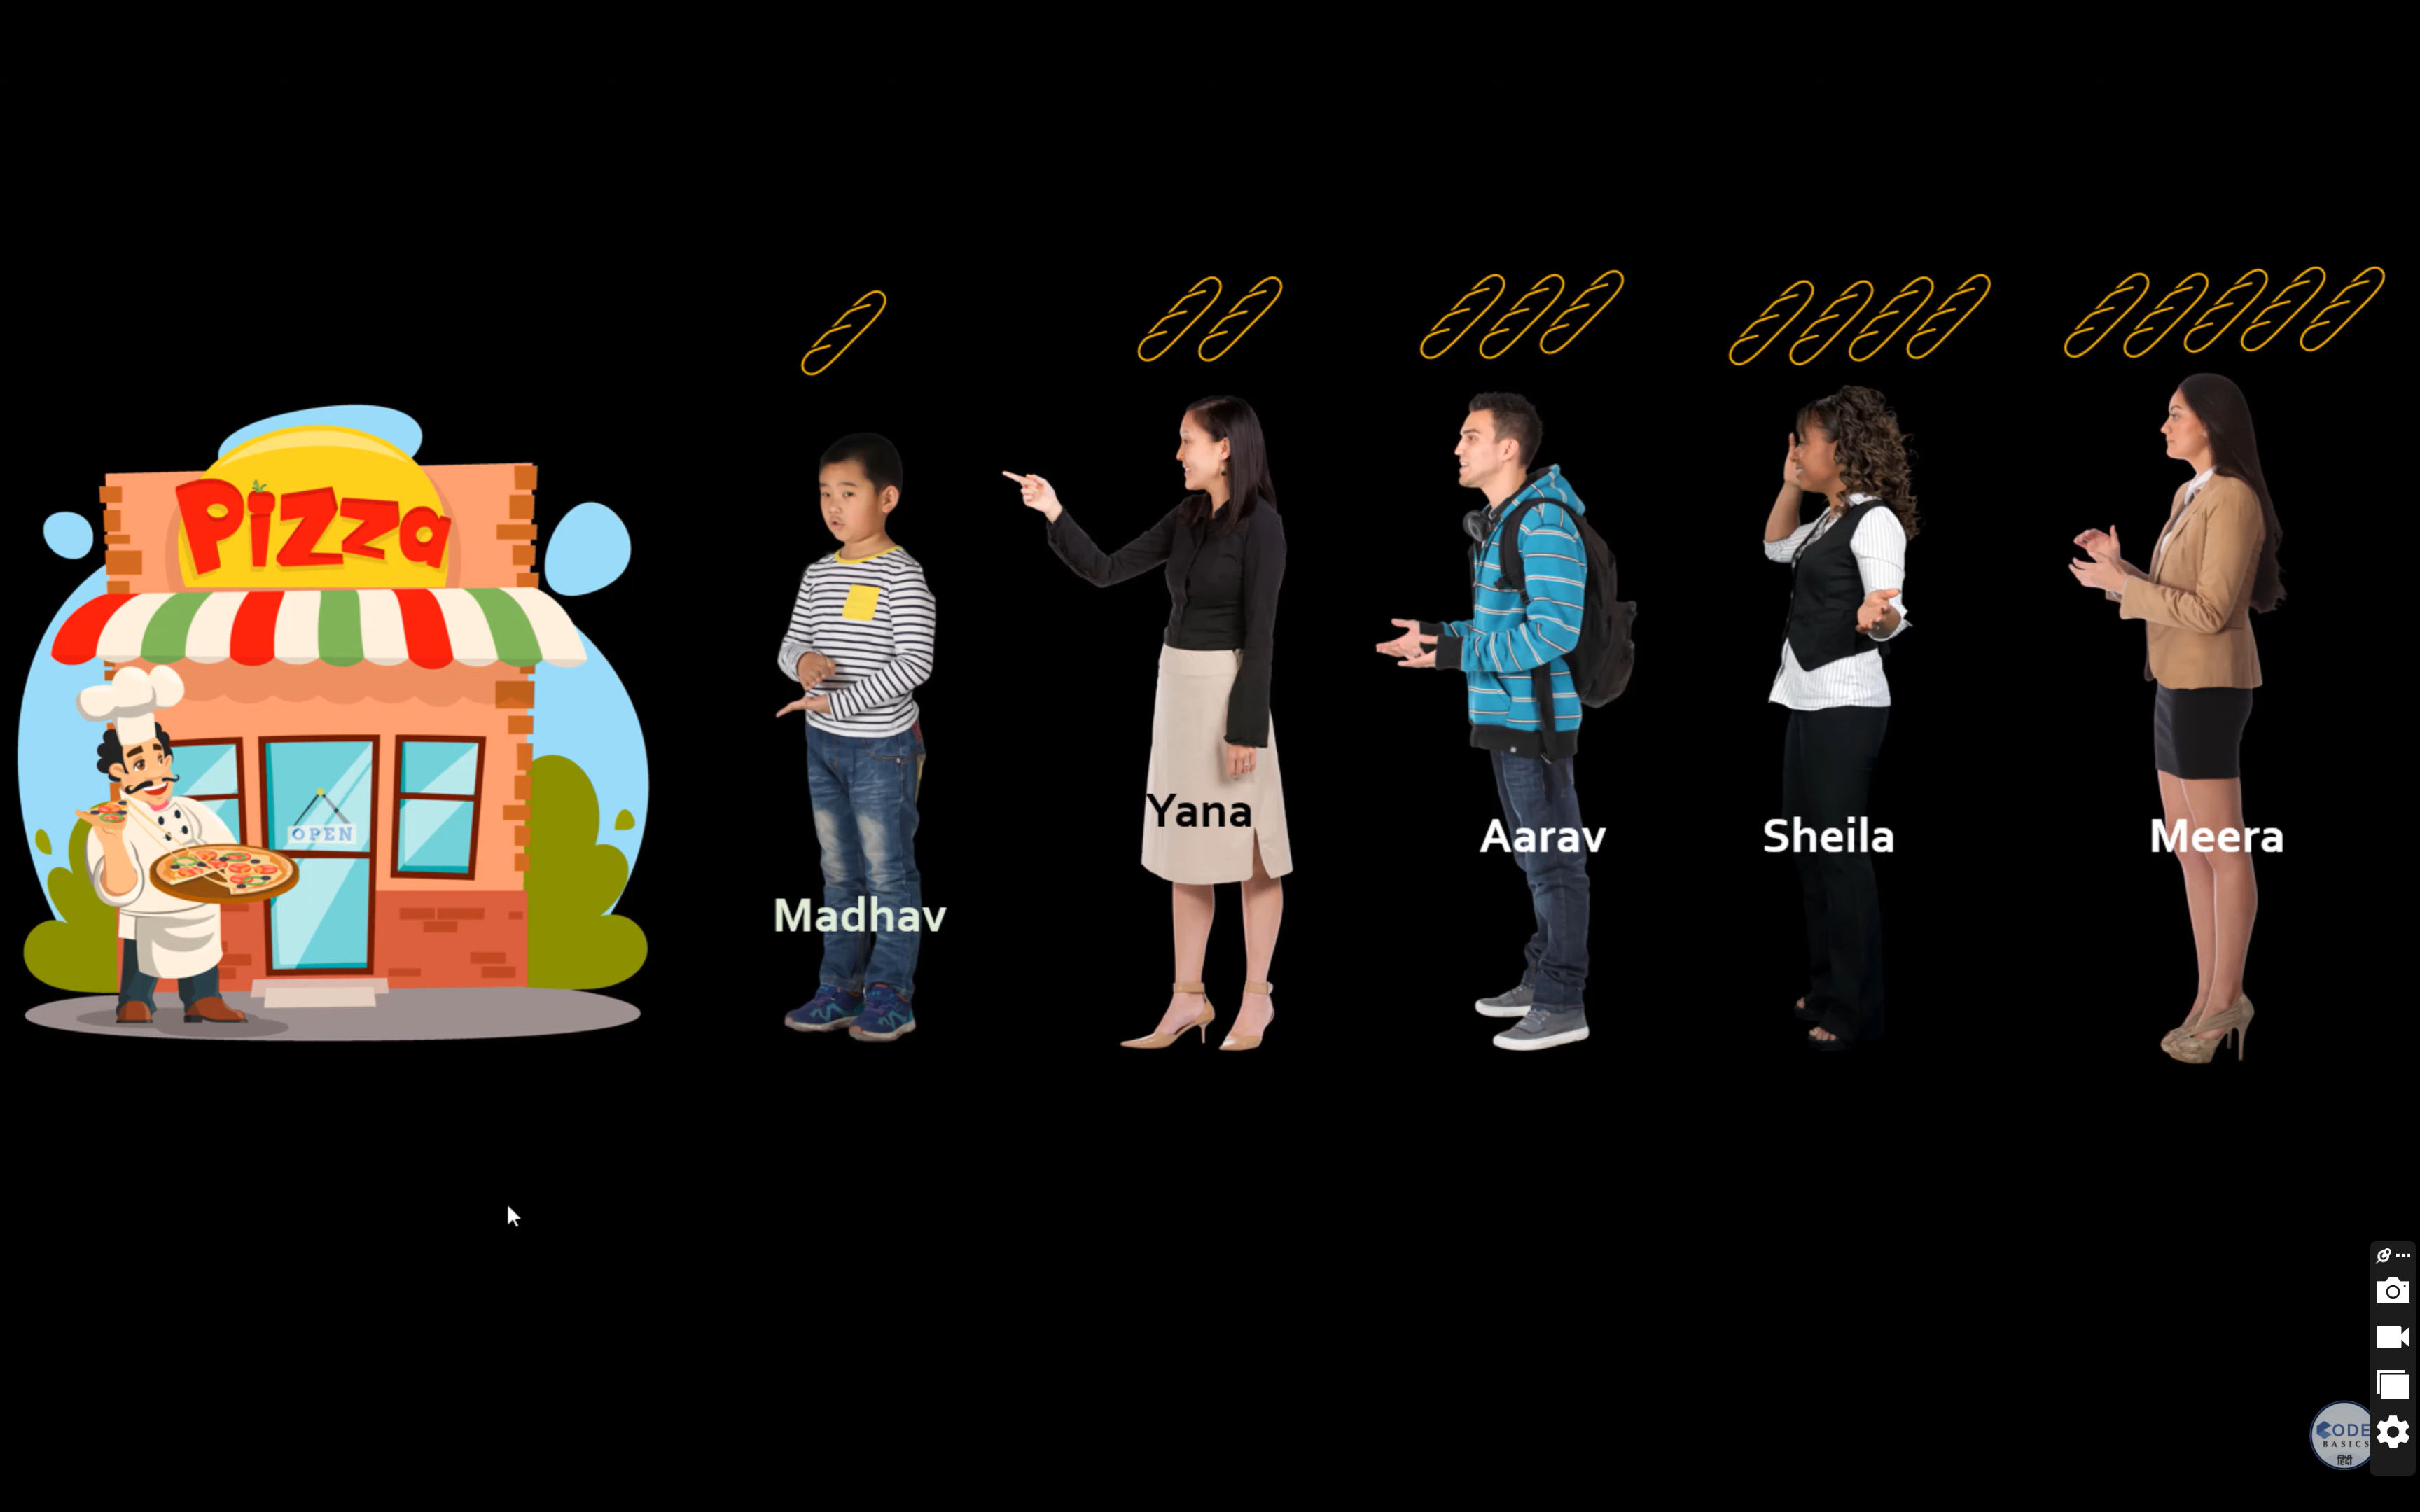 Pizza
OPEN
Madhav
Yana
Aarav
Sheila
Meera
CODE
BASICS
हिंदी